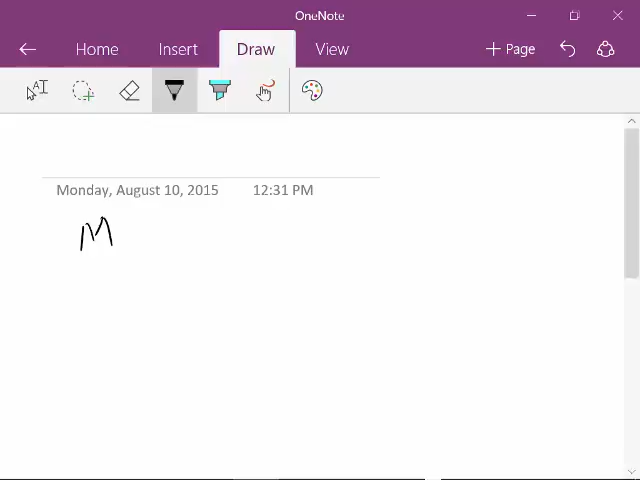 OneNote
Home Insert Draw View + Page
Monday, August 10, 2015 12:31 PM
M